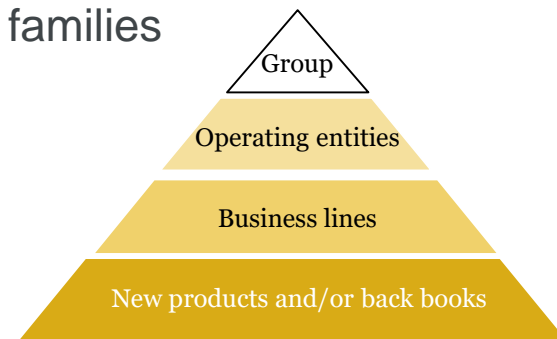 families
Group
Operating entities
Business lines
New products and/or back books